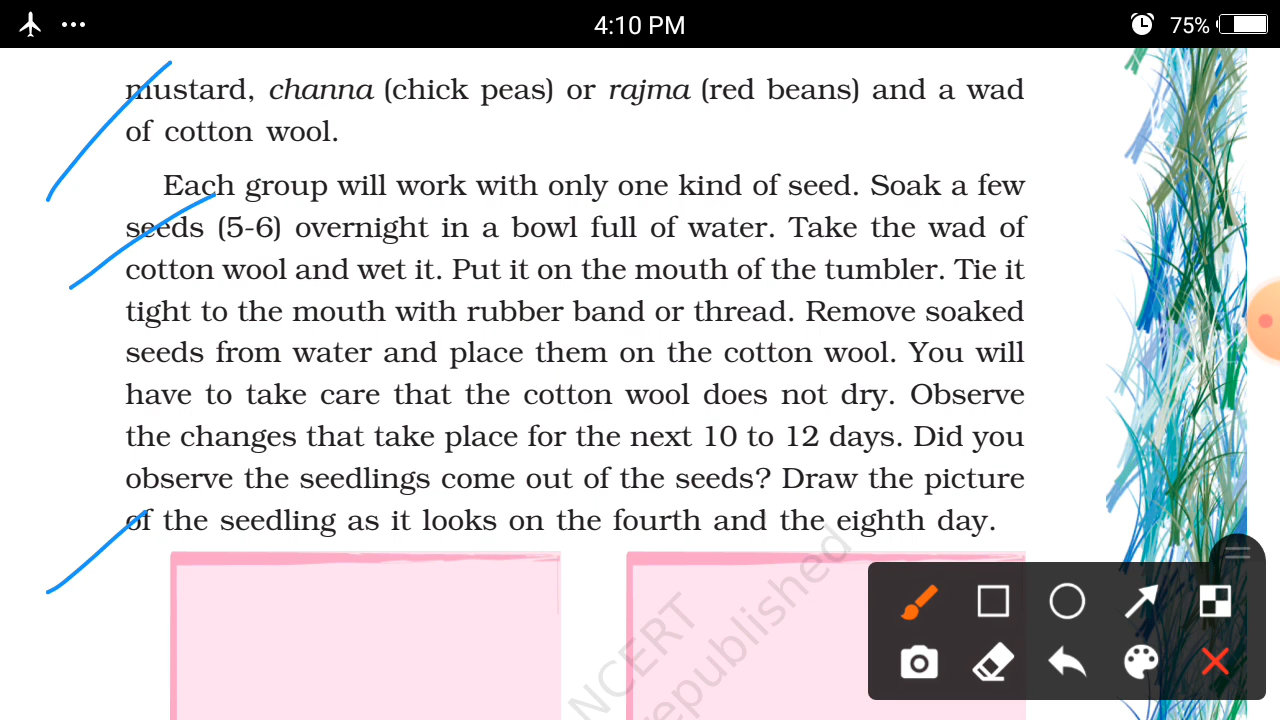 4:10 PM
75%
mustard, channa (chick peas) or rajma (red beans) and a wad
of cotton wool.
Each group will work with only one kind of seed. Soak a few
seeds (5-6) overnight in a bowl full of water. Take the wad of
cotton wool and wet it. Put it on the mouth of the tumbler. Tie it
tight to the mouth with rubber band or thread. Remove soaked
seeds from water and place them on the cotton wool. You will
have to take care that the cotton wool does not dry. Observe
the changes that take place for the next 10 to 12 days. Did you
observe the seedlings come out of the seeds? Draw the picture
of the seedling as it looks on the fourth and the eighth day.
NCERT
republished